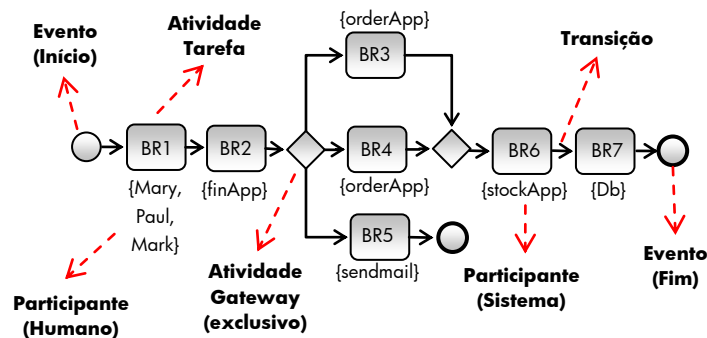 Evento
(Início)
Atividade
Tarefa
{orderApp}
BR3
Transição
BR1
BR2
BR4
BR6
BR7
{Mary,
Paul,
Mark}
{finApp}
{orderApp}
{stockApp}
{Db}
BR5
{sendmail}
Participante
(Humano)
Atividade
Gateway
(exclusivo)
Participante
(Sistema)
Evento
(Fim)